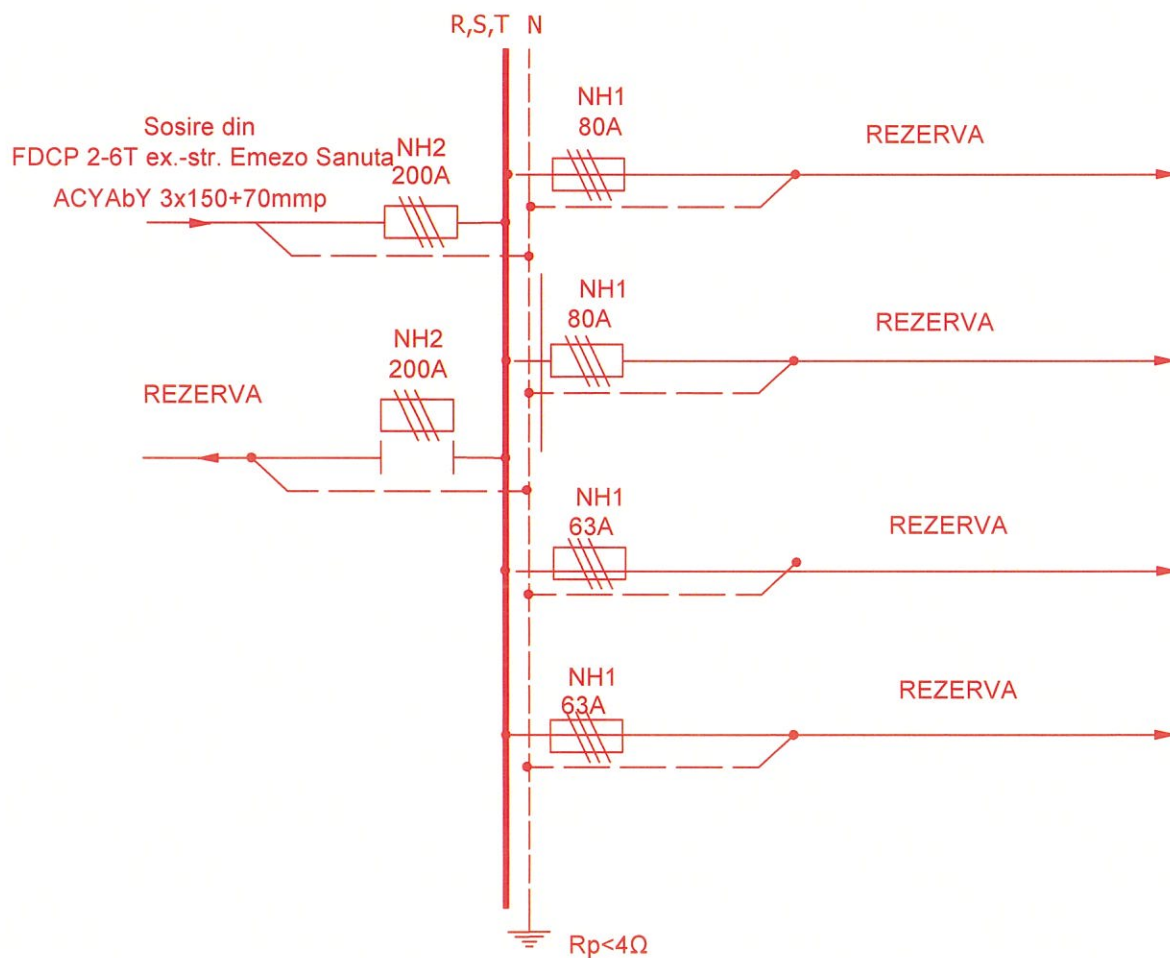 R,S,T N
Sosire din
FDCP 2-6T ex.-str. Emezo Sanuta
ACYAbY 3x150+70mmp
NH2
200A
NH1
80A
REZERVA
NH1
80A
REZERVA
NH2
200A
REZERVA
NH1
63A
REZERVA
NH1
63A
REZERVA
Rp<4Ω